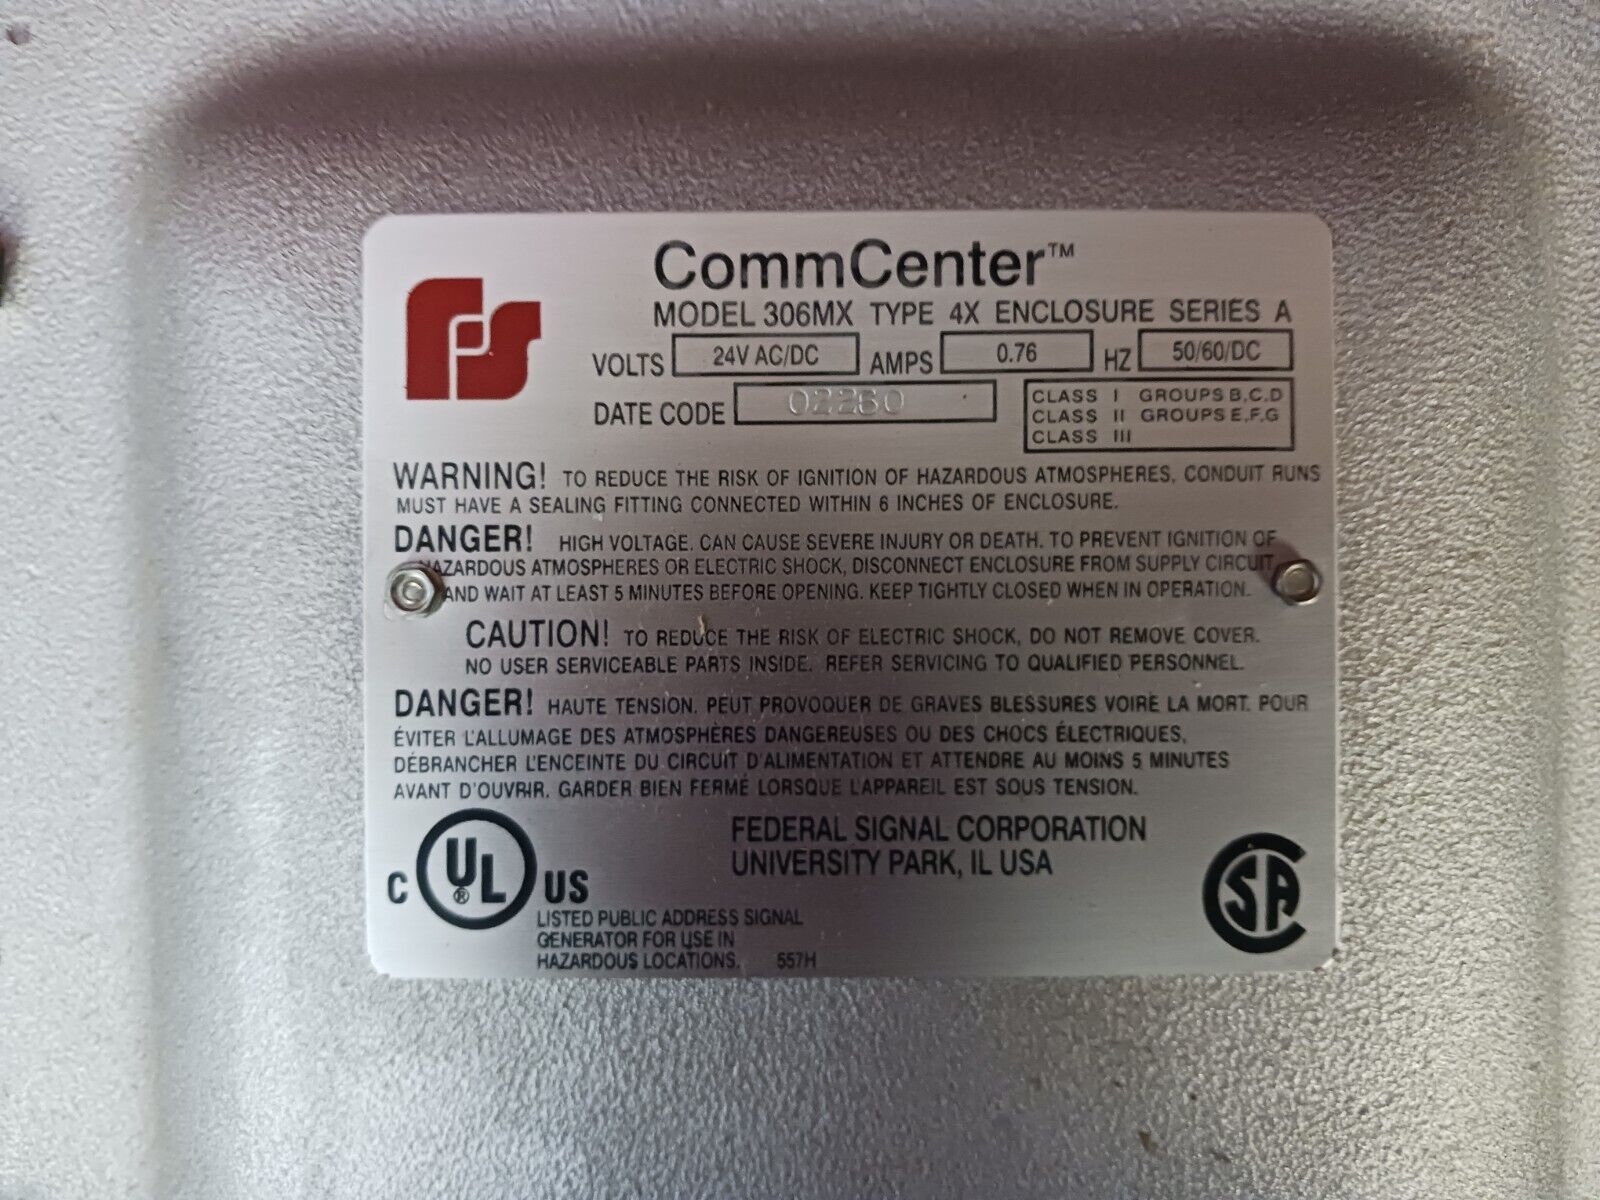 CommCenter™
MODEL 306MX TYPE 4X ENCLOSURE SERIES A
VOLTS 24V AC/DC AMPS 0.76 HZ 50/60/DC
DATE CODE 02260
CLASS I GROUPS B,C,D
CLASS II GROUPS E,F,G
CLASS III
WARNING! TO REDUCE THE RISK OF IGNITION OF HAZARDOUS ATMOSPHERES, CONDUIT RUNS
MUST HAVE A SEALING FITTING CONNECTED WITHIN 6 INCHES OF ENCLOSURE.
DANGER! HIGH VOLTAGE. CAN CAUSE SEVERE INJURY OR DEATH. TO PREVENT IGNITION OF
HAZARDOUS ATMOSPHERES OR ELECTRIC SHOCK, DISCONNECT ENCLOSURE FROM SUPPLY CIRCUIT
AND WAIT AT LEAST 5 MINUTES BEFORE OPENING. KEEP TIGHTLY CLOSED WHEN IN OPERATION.
CAUTION! TO REDUCE THE RISK OF ELECTRIC SHOCK, DO NOT REMOVE COVER.
NO USER SERVICEABLE PARTS INSIDE. REFER SERVICING TO QUALIFIED PERSONNEL.
DANGER! HAUTE TENSION. PEUT PROVOQUER DE GRAVES BLESSURES VOIRE LA MORT. POUR
ÉVITER L'ALLUMAGE DES ATMOSPHÈRES DANGEREUSES OU DES CHOCS ÉLECTRIQUES,
DÉBRANCHER L'ENCEINTE DU CIRCUIT D'ALIMENTATION ET ATTENDRE AU MOINS 5 MINUTES
AVANT D'OUVRIR. GARDER BIEN FERMÉ LORSQUE L'APPAREIL EST SOUS TENSION.
C UL® US
LISTED PUBLIC ADDRESS SIGNAL
GENERATOR FOR USE IN
HAZARDOUS LOCATIONS. 557H
FEDERAL SIGNAL CORPORATION
UNIVERSITY PARK, IL USA
CSA